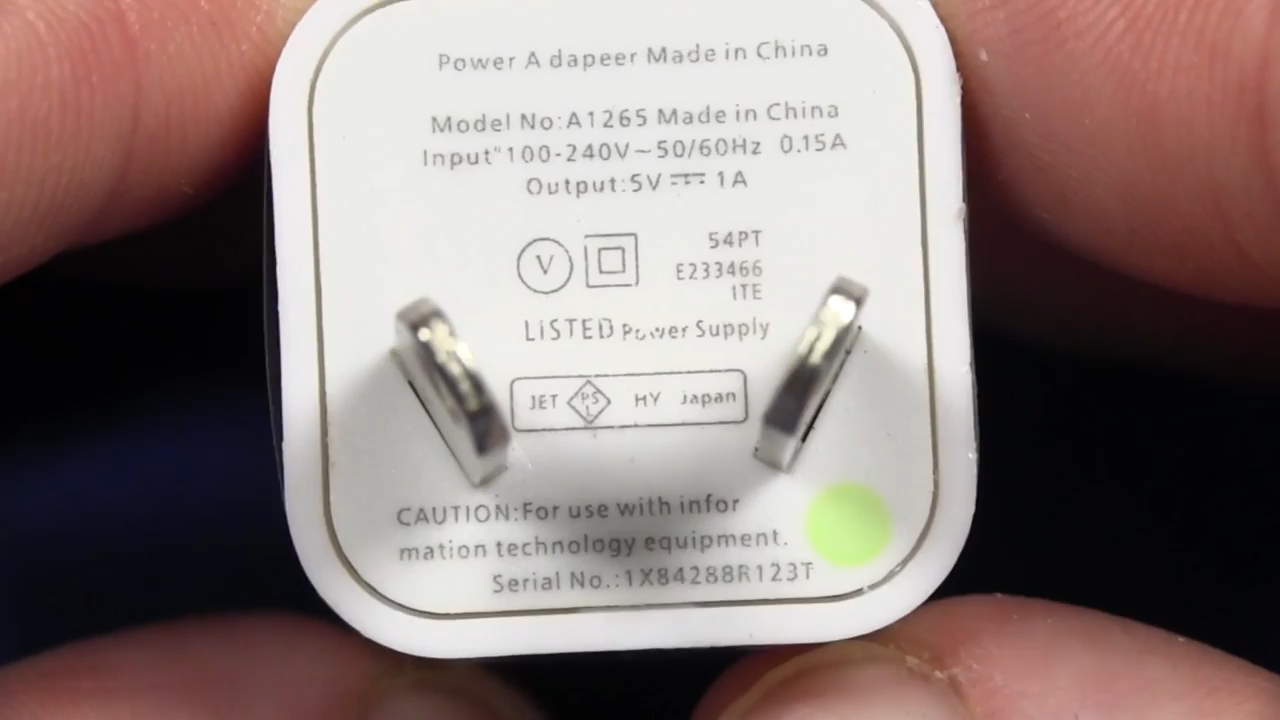 Power A dapeer Made in China
Model No:A1265 Made in China
Input"100-240V~50/60Hz 0.15A
Output:5V ⎓ 1A
V
54PT
E233466
1TE
LiSTED Power Supply
JET PS L HY Japan
CAUTION:For use with infor
mation technology equipment.
Serial No.:1X84288R123T